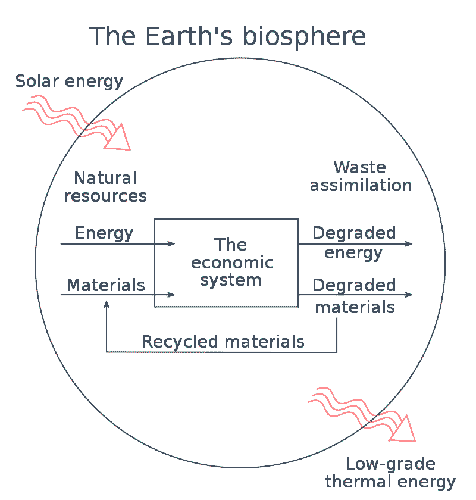 The Earth's biosphere
Solar energy
Natural
resources
Waste
assimilation
Energy
Materials
The
economic
system
Degraded
energy
Degraded
materials
Recycled materials
Low-grade
thermal energy